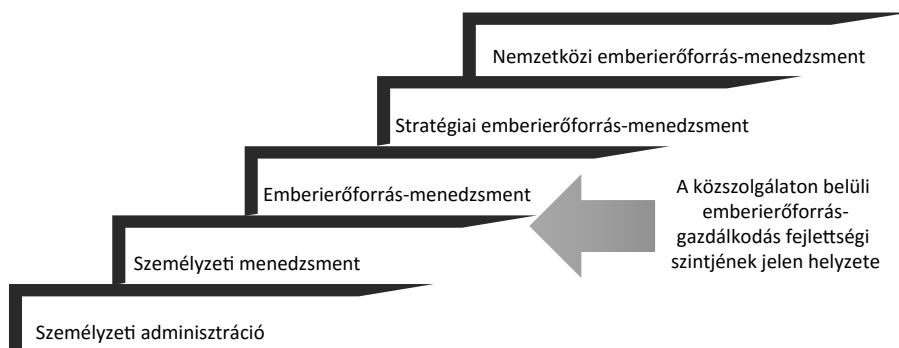 Nemzetközi emberierőforrás-menedzsment
Stratégiai emberierőforrás-menedzsment
Emberierőforrás-menedzsment
Személyzeti menedzsment
Személyzeti adminisztráció
A közszolgálaton belüli
emberierőforrás-
gazdálkodás fejlettségi
szintjének jelen helyzete